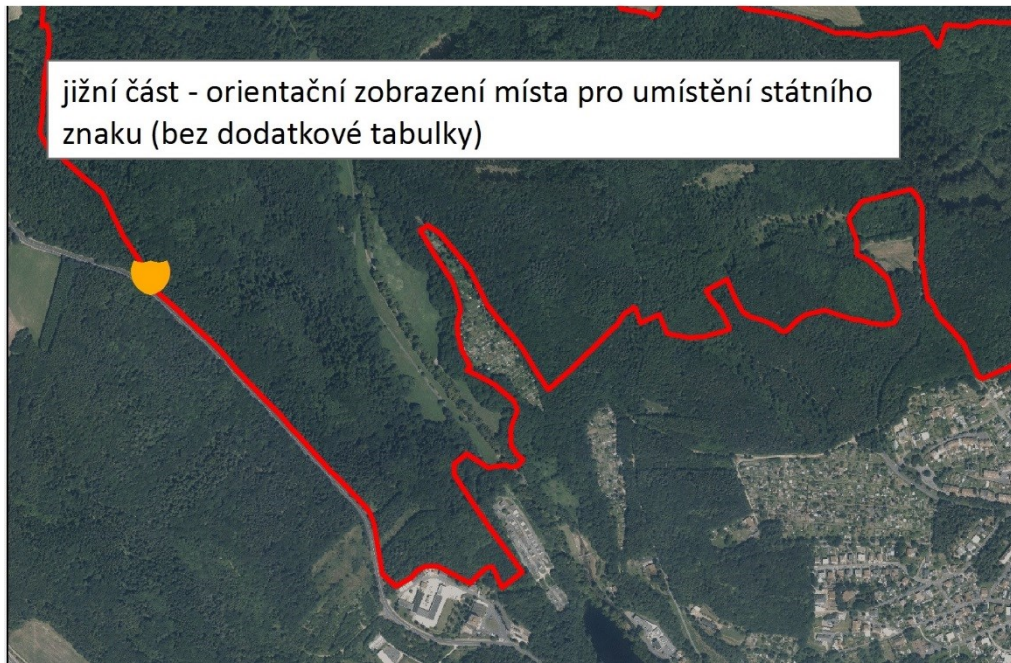 jižní část - orientační zobrazení místa pro umístění státního
znaku (bez dodatkové tabulky)